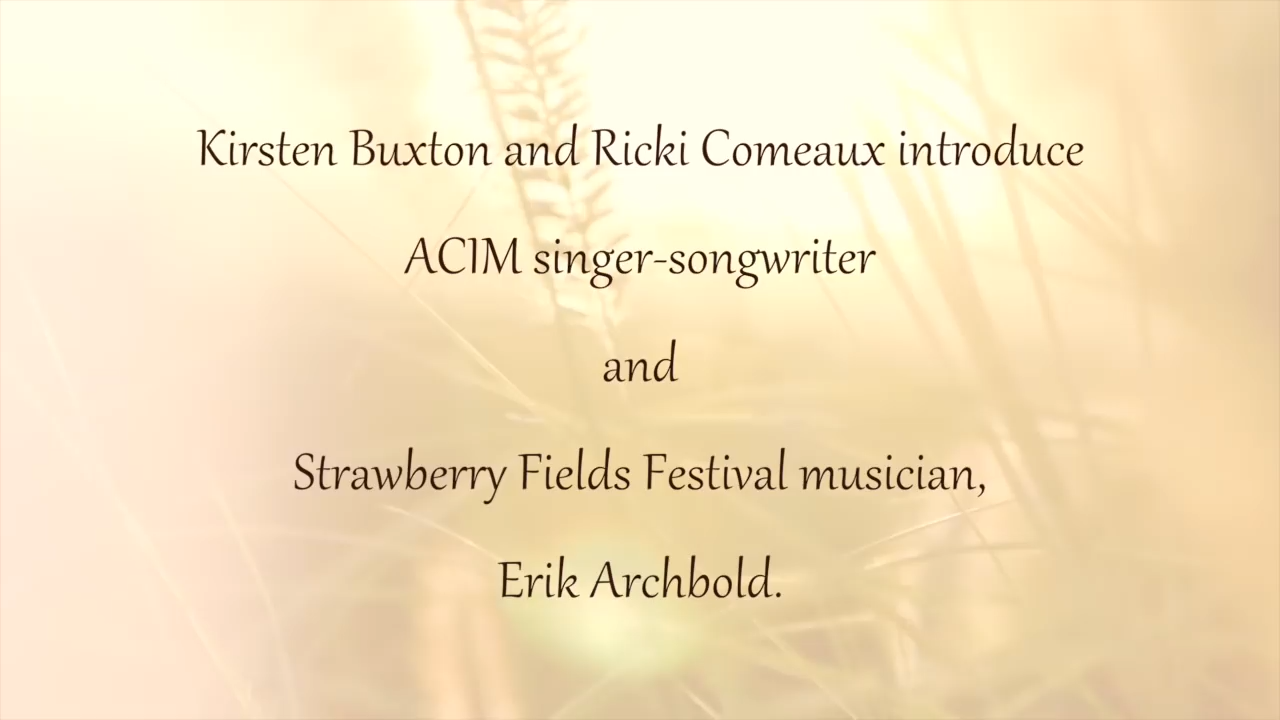 Kirsten Buxton and Ricki Comeaux introduce
ACIM singer-songwriter
and
Strawberry Fields Festival musician,
Erik Archbold.